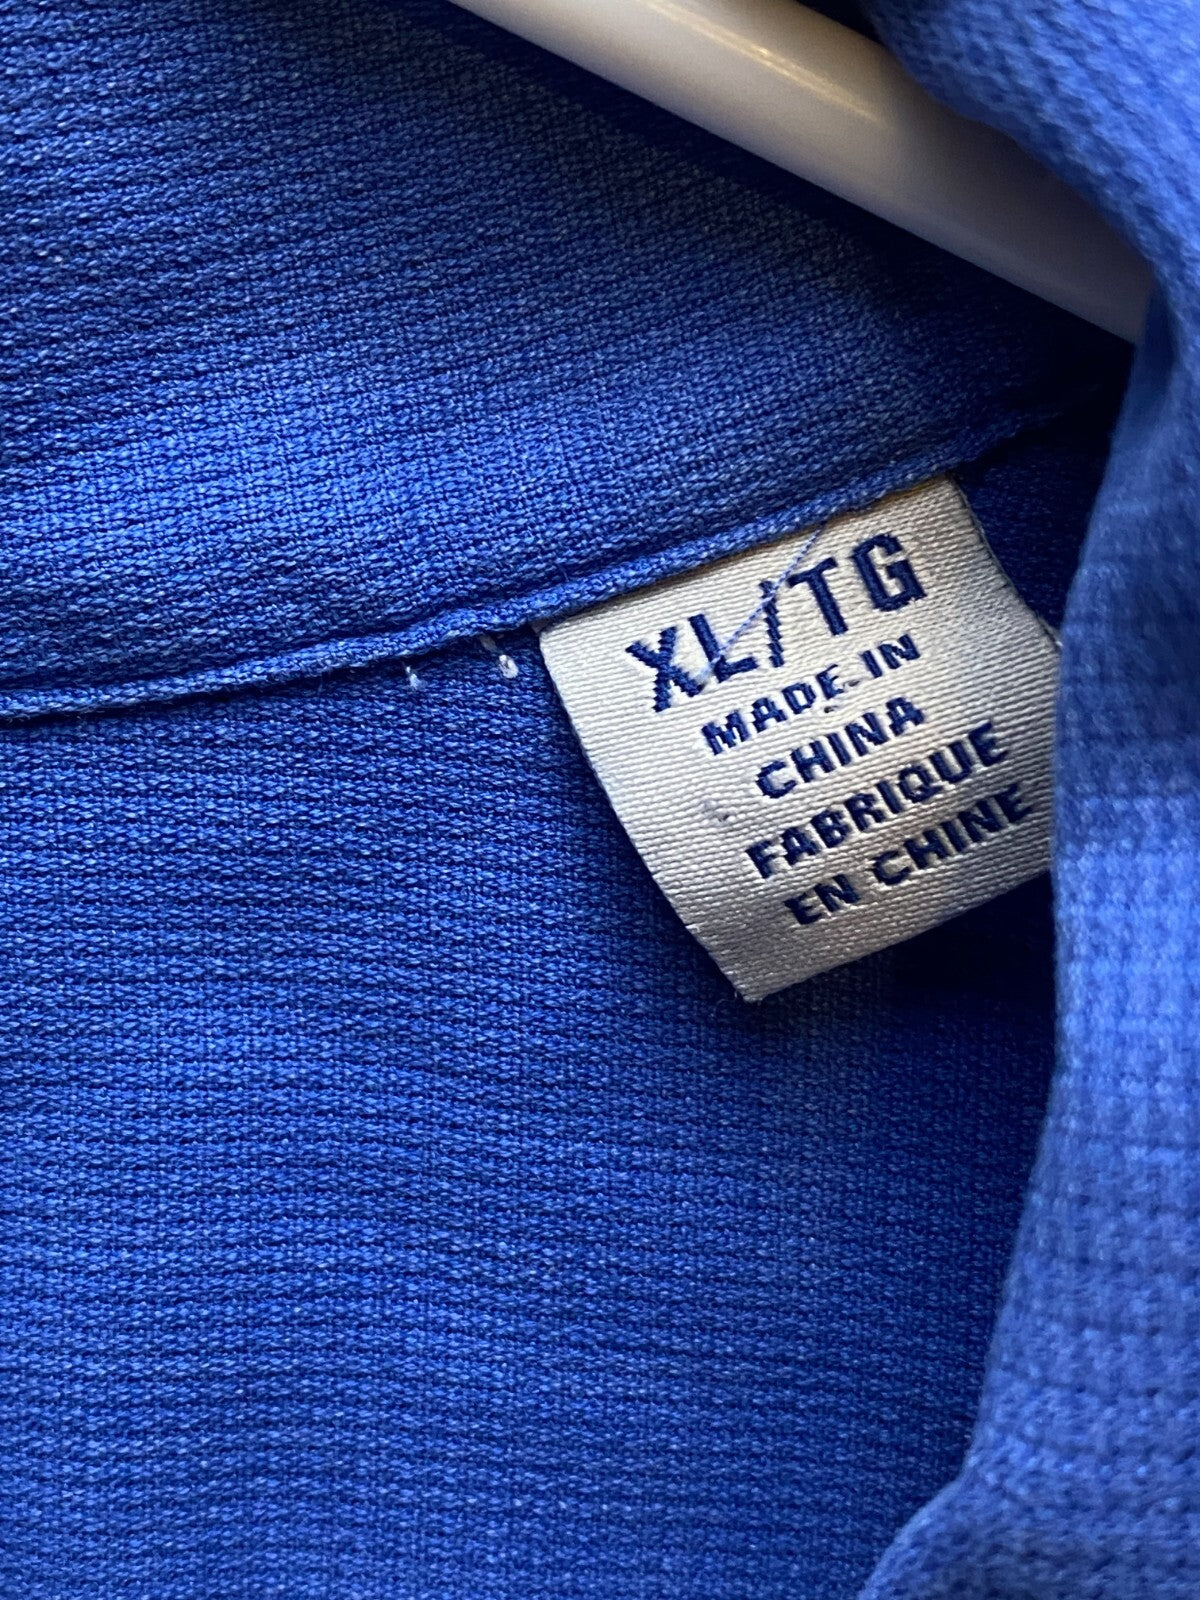 XL/TG
MADE IN
CHINA
FABRIQUE
EN CHINE